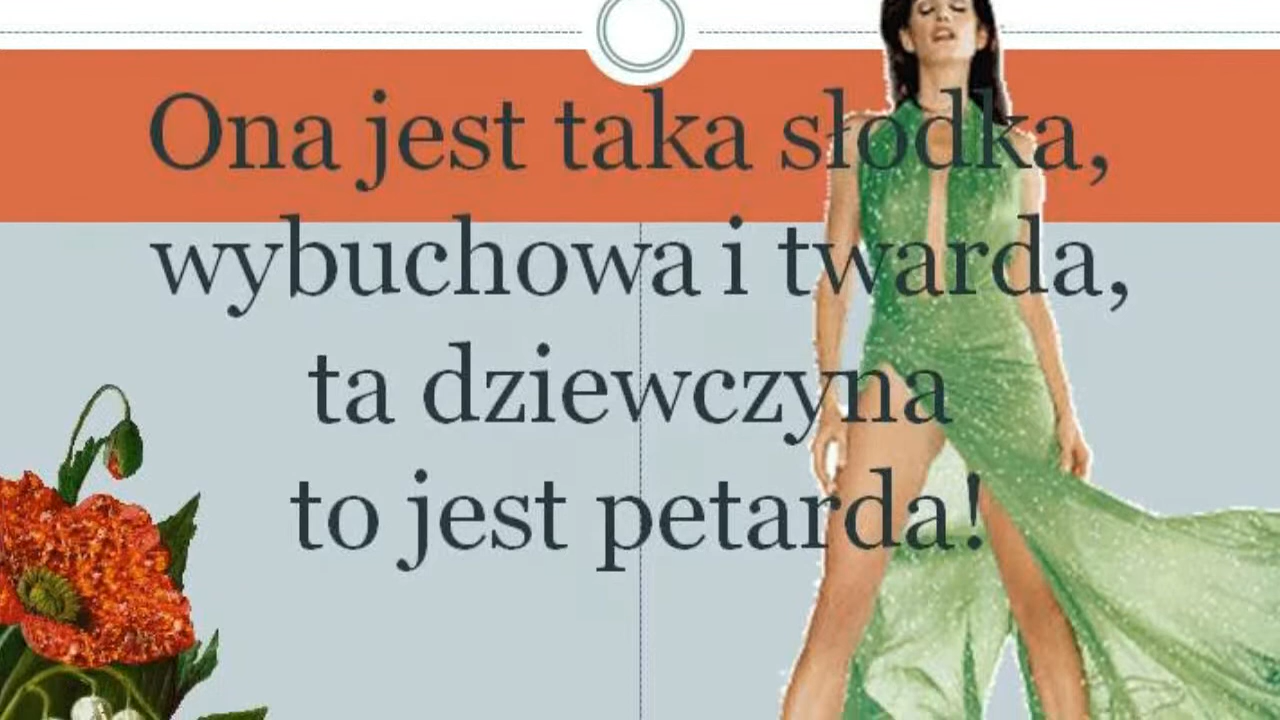 Ona jest taka słodka,
wybuchowa i twarda,
ta dziewczyna
to jest petarda!